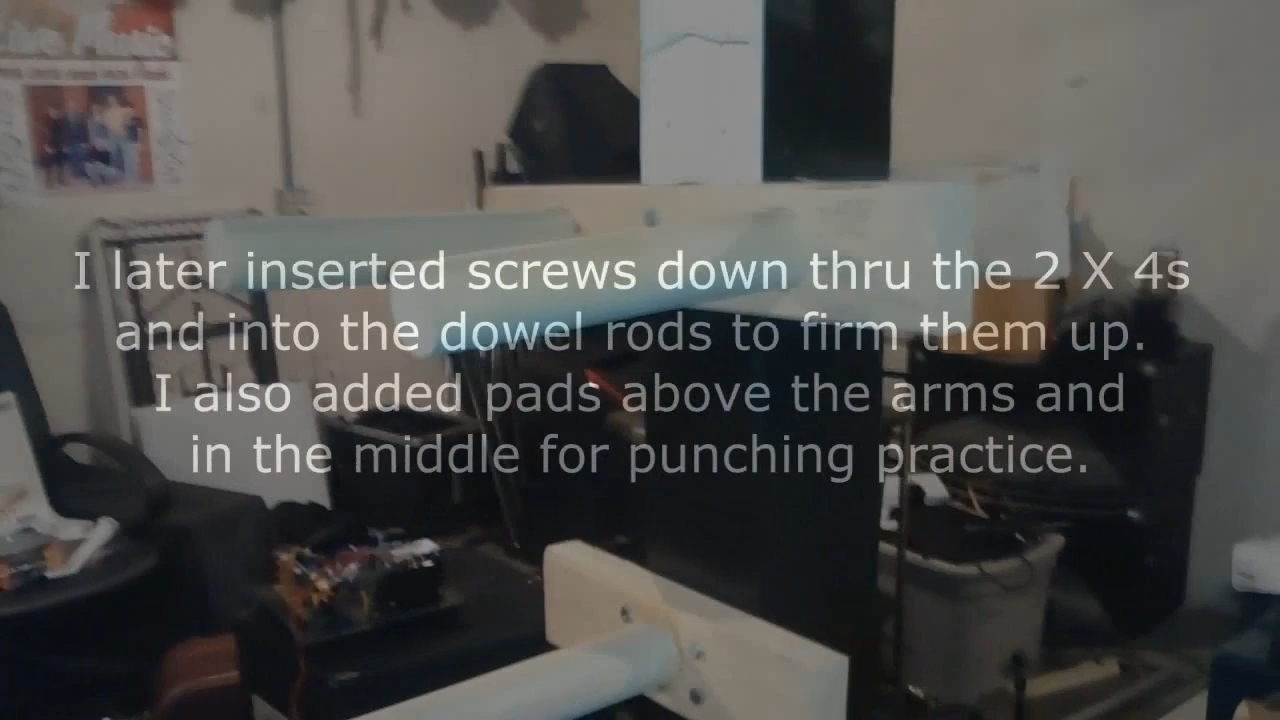 Music
I later inserted screws down thru the 2 X 4s
and into the dowel rods to firm them up.
I also added pads above the arms and
in the middle for punching practice.